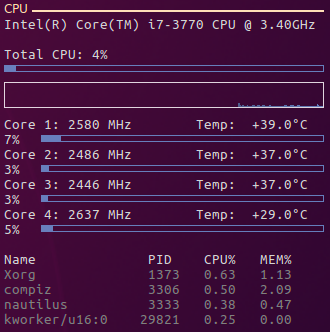 CPU
Intel(R) Core(TM) i7-3770 CPU @ 3.40GHz
Total CPU: 4%
Core 1: 2580 MHz Temp: +39.0°C
7%
Core 2: 2486 MHz Temp: +37.0°C
3%
Core 3: 2446 MHz Temp: +37.0°C
3%
Core 4: 2637 MHz Temp: +29.0°C
5%
Name PID CPU% MEM%
Xorg 1373 0.63 1.13
compiz 3306 0.50 2.09
nautilus 3333 0.38 0.47
kworker/u16:0 29821 0.25 0.00